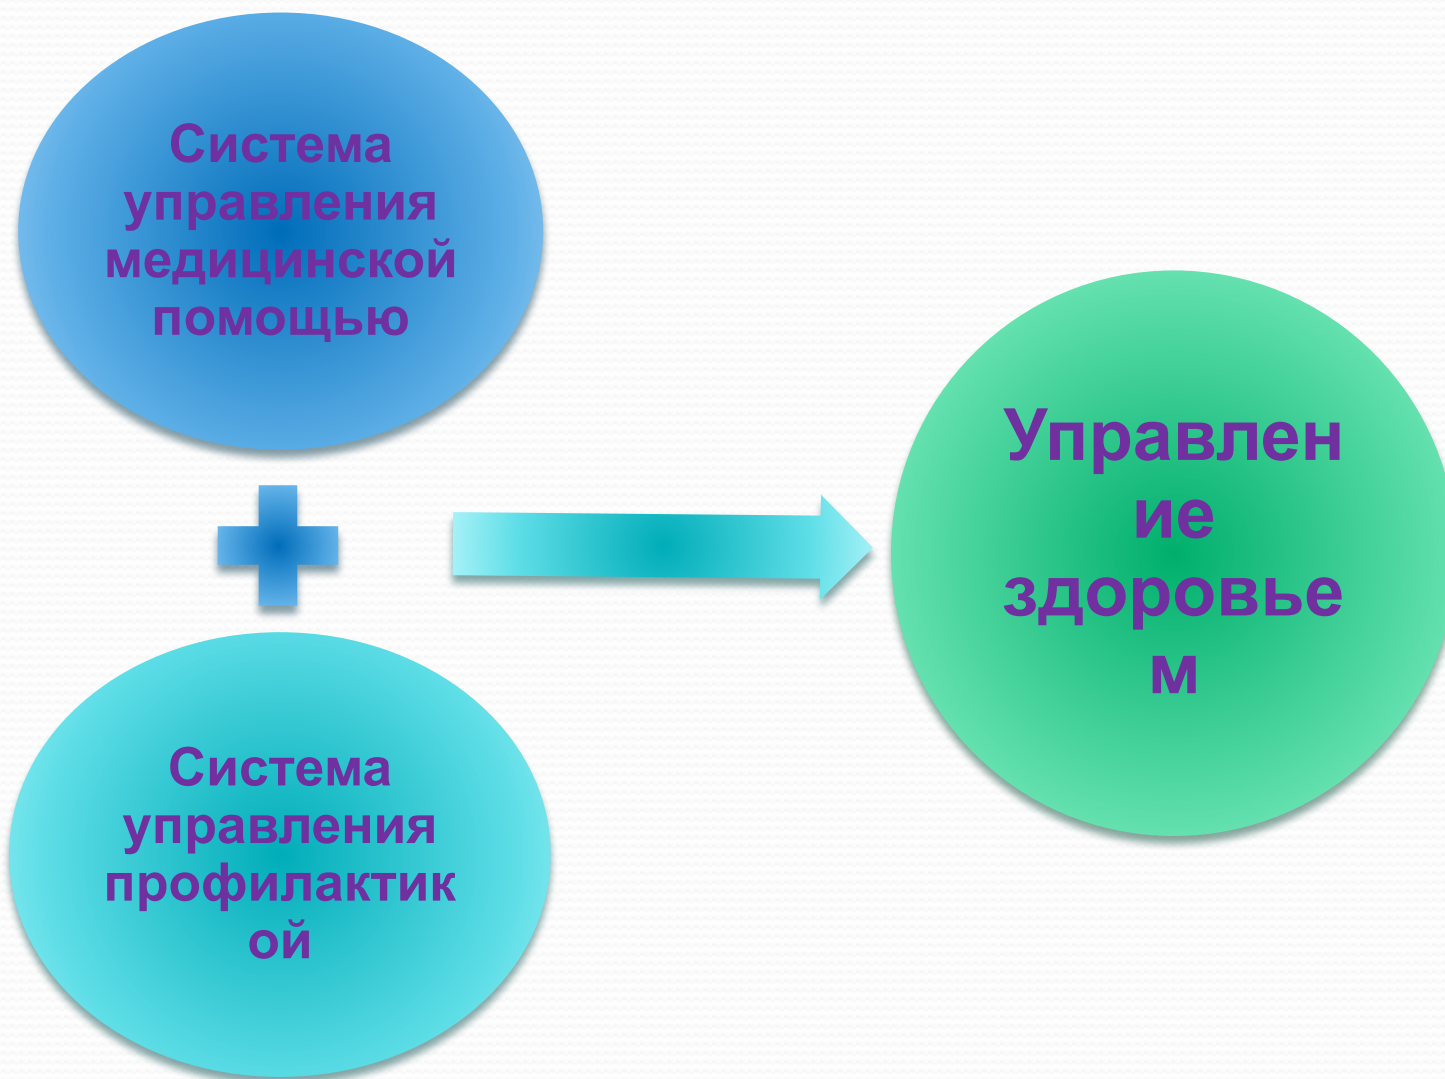 Система
управления
медицинской
помощью
Управлен
ие
здоровье
м
Система
управления
профилактик
ой